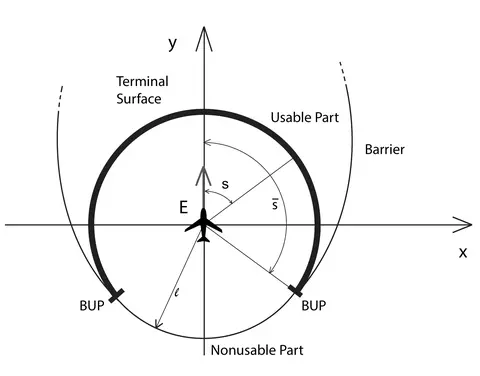 y
Terminal
Surface
Usable Part
Barrier
s
E
s̅
x
BUP
ℓ
BUP
Nonusable Part